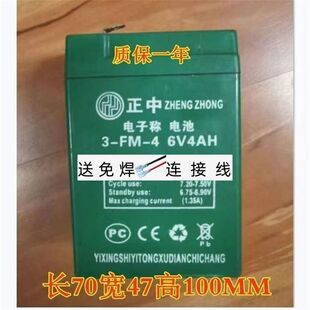 质保一年
正中 ZHENG ZHONG
电子称 电池
3-FM-4 6V4AH
送免焊 连接线
Cycle use: 7.20-7.50V
Standby use: 6.75-6.90V
Max charging current: (1.35A)
Pb
YIXINGSHIYITONGXUDIANCHICHANG
长70宽47高100MM